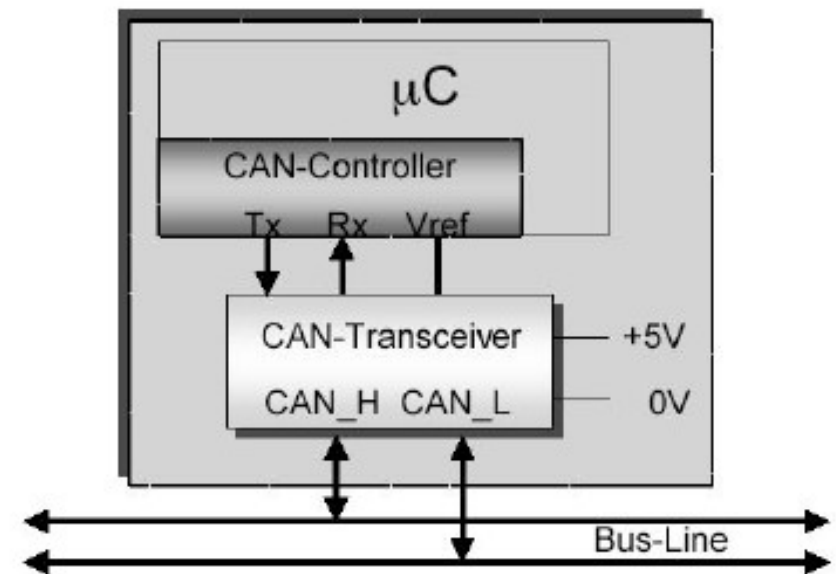 μC
CAN-Controller
Tx Rx Vref
CAN-Transceiver
+5V
CAN_H CAN_L
0V
Bus-Line